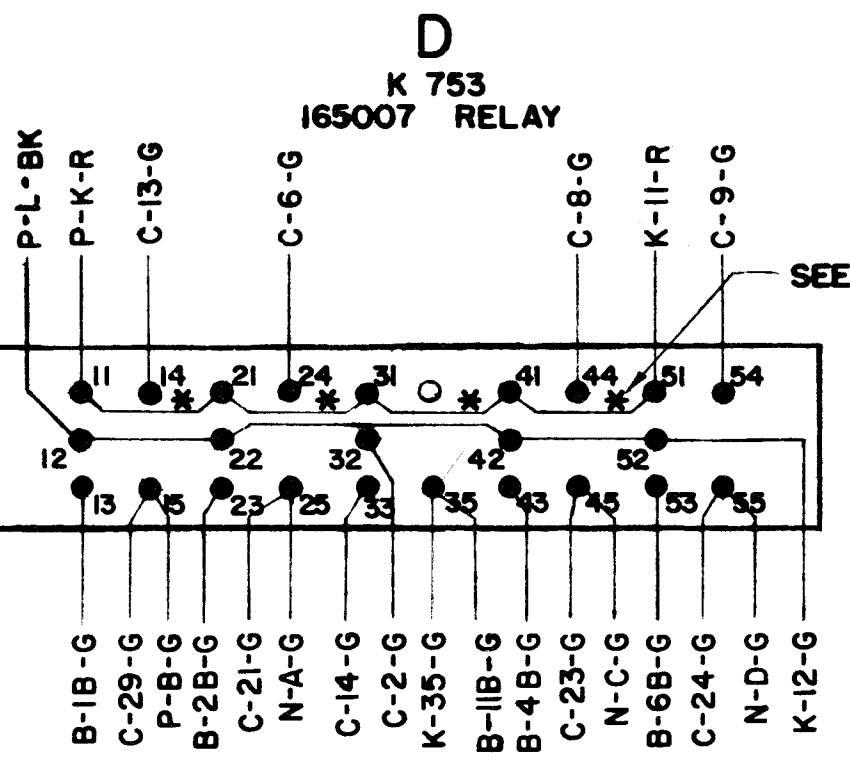 D
K 753
165007 RELAY
P-L-BK
P-K-R
C-13-G
C-6-G
C-8-G
K-11-R
C-9-G
SEE
11 14 * 21 24 * 31 * 41 44 * 51 54
12 22 32 42 52
13 15 23 25 33 35 43 45 53 55
B-1B-G
C-29-G
P-B-G
B-2B-G
C-21-G
N-A-G
C-14-G
C-2-G
K-35-G
B-11B-G
B-4B-G
C-23-G
N-C-G
B-6B-G
C-24-G
N-D-G
K-12-G